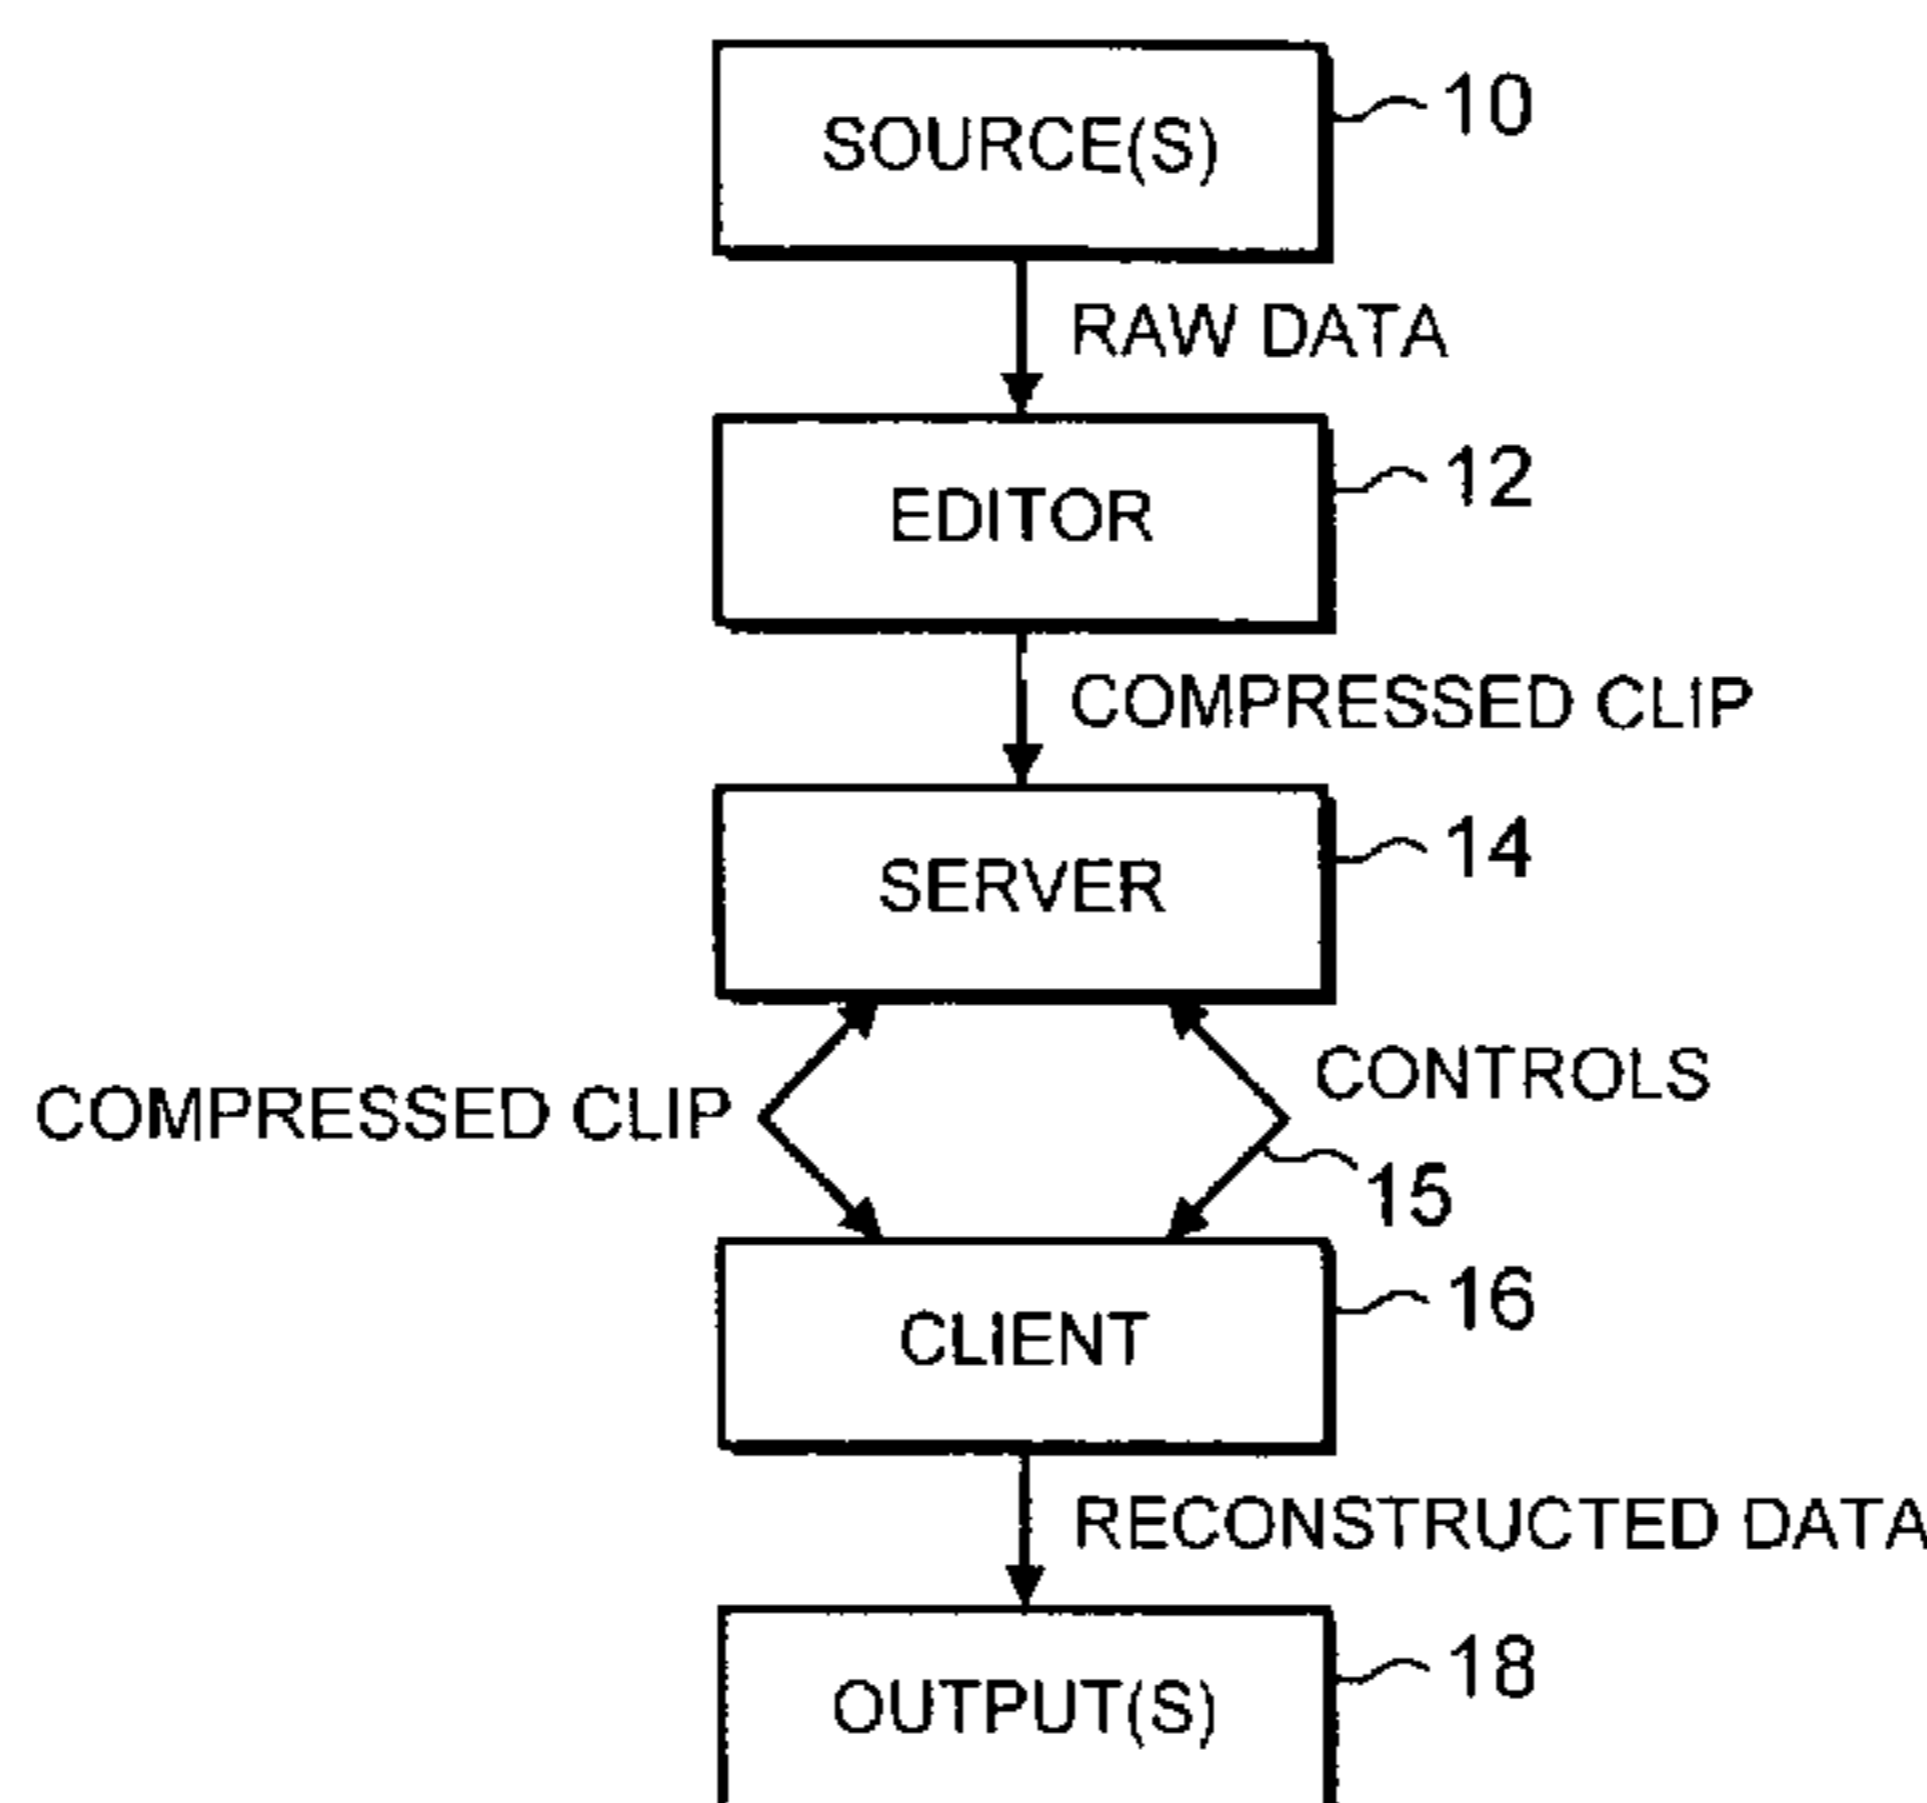 SOURCE(S)
10
RAW DATA
EDITOR
12
COMPRESSED CLIP
SERVER
14
COMPRESSED CLIP
CONTROLS
15
CLIENT
16
RECONSTRUCTED DATA
OUTPUT(S)
18